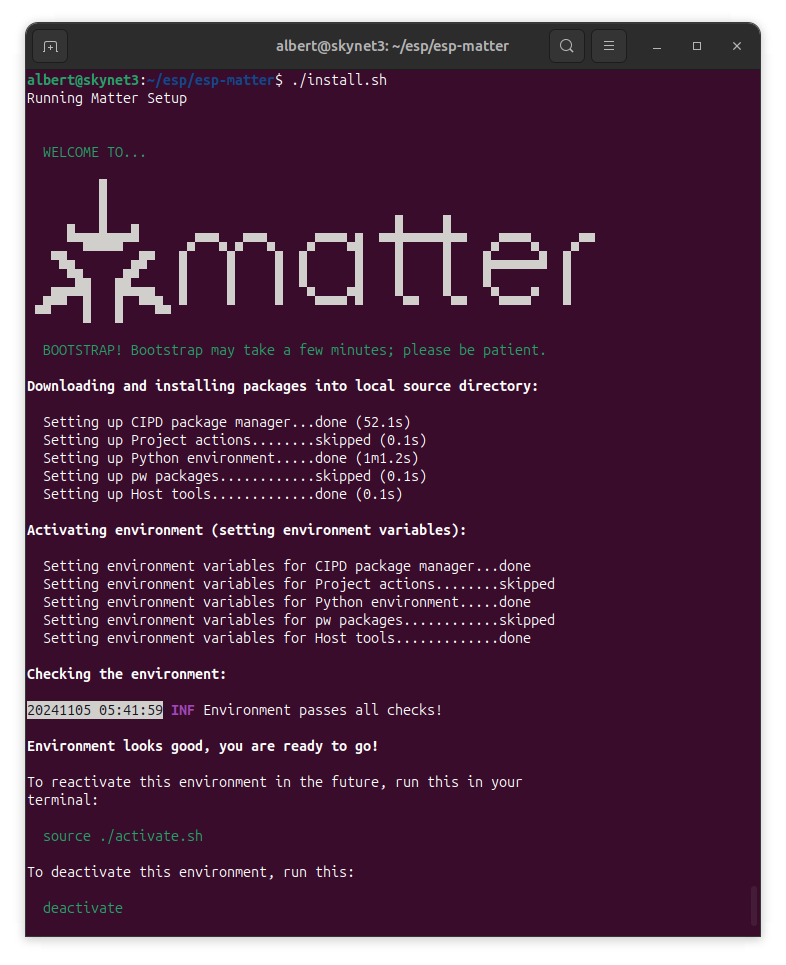 albert@skynet3: ~/esp/esp-matter
albert@skynet3:~/esp/esp-matter$ ./install.sh
Running Matter Setup
WELCOME TO...
matter
BOOTSTRAP! Bootstrap may take a few minutes; please be patient.
Downloading and installing packages into local source directory:
Setting up CIPD package manager...done (52.1s)
Setting up Project actions........skipped (0.1s)
Setting up Python environment.....done (1m1.2s)
Setting up pw packages............skipped (0.1s)
Setting up Host tools.............done (0.1s)
Activating environment (setting environment variables):
Setting environment variables for CIPD package manager...done
Setting environment variables for Project actions........skipped
Setting environment variables for Python environment.....done
Setting environment variables for pw packages............skipped
Setting environment variables for Host tools.............done
Checking the environment:
20241105 05:41:59 INF Environment passes all checks!
Environment looks good, you are ready to go!
To reactivate this environment in the future, run this in your
terminal:
source ./activate.sh
To deactivate this environment, run this:
deactivate